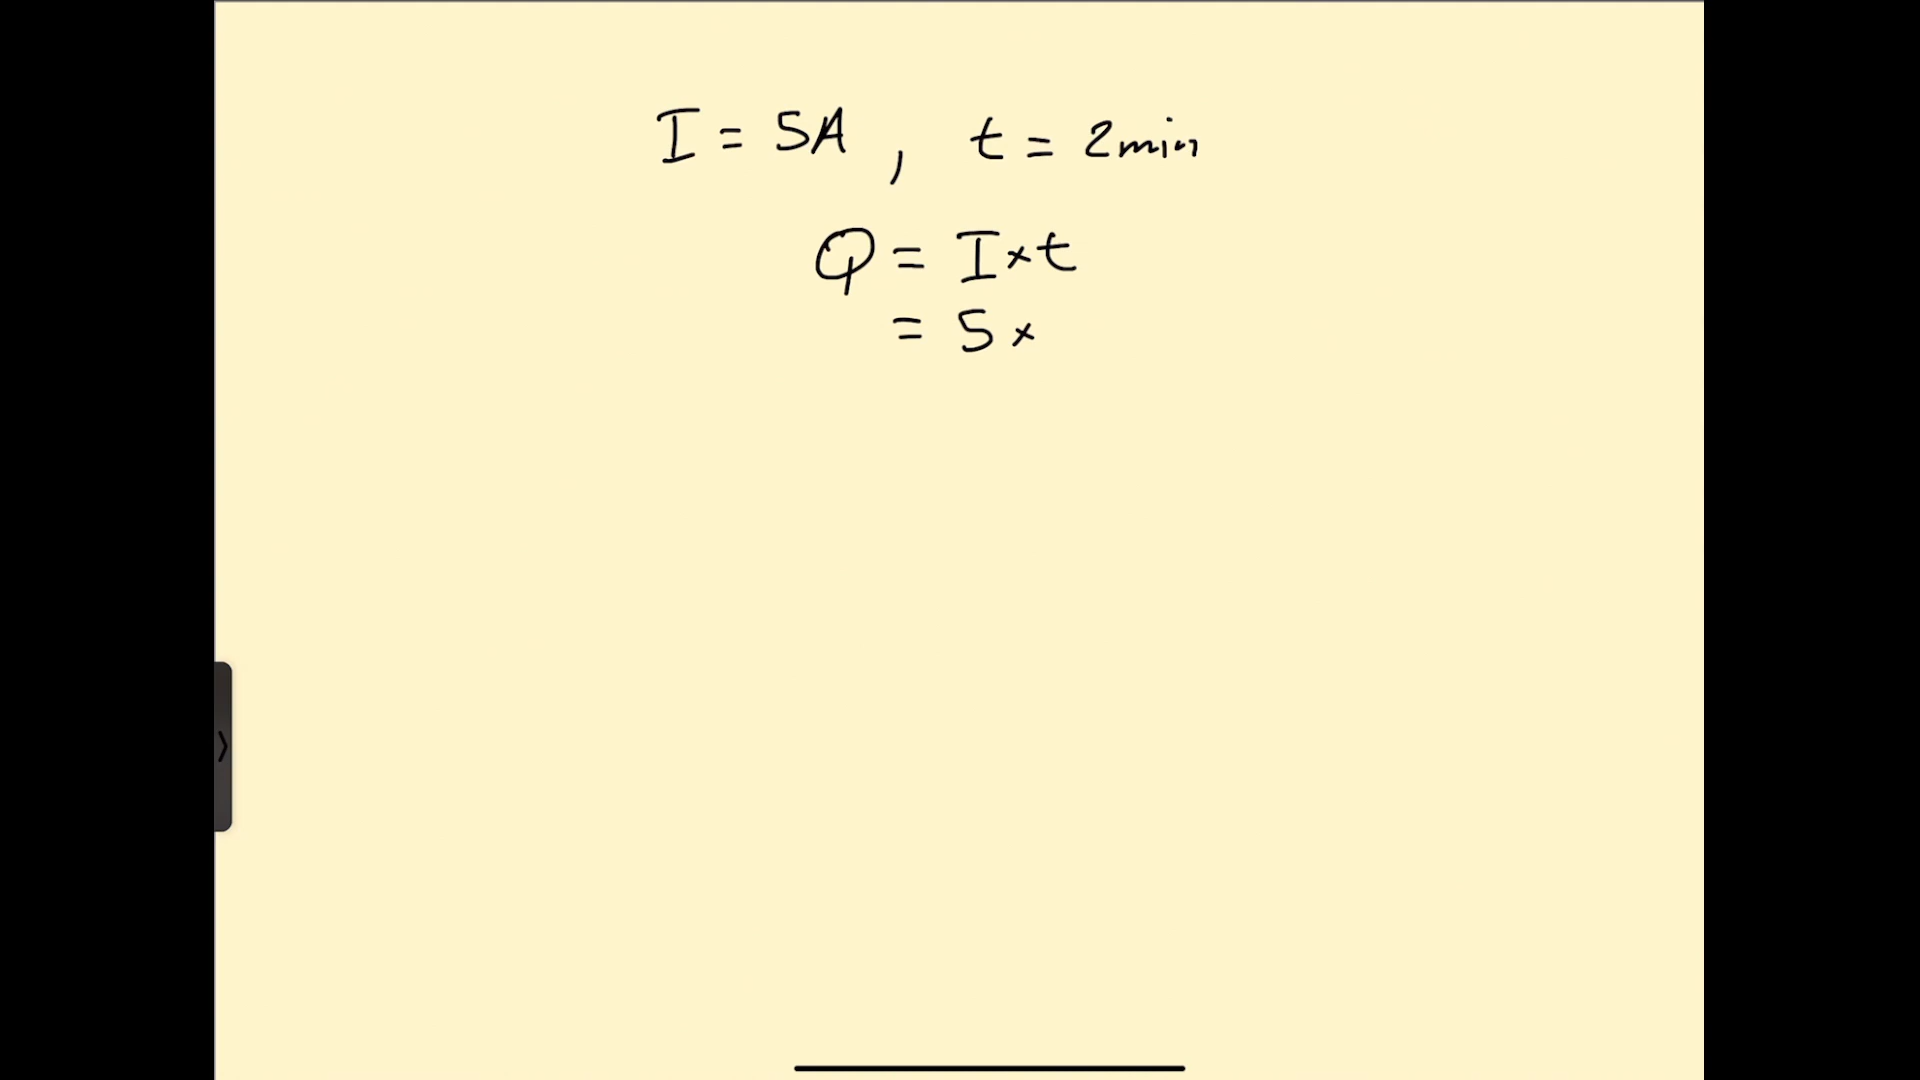 I = 5A , t = 2min
Q = I × t
= 5 ×